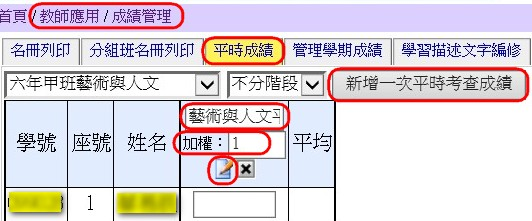 首頁 / 教師應用 / 成績管理
名冊列印 分組班名冊列印 平時成績 管理學期成績 學習描述文字編修
六年甲班藝術與人文 不分階段 新增一次平時考查成績
藝術與人文平
學號 座號 姓名 加權：1 平均
1